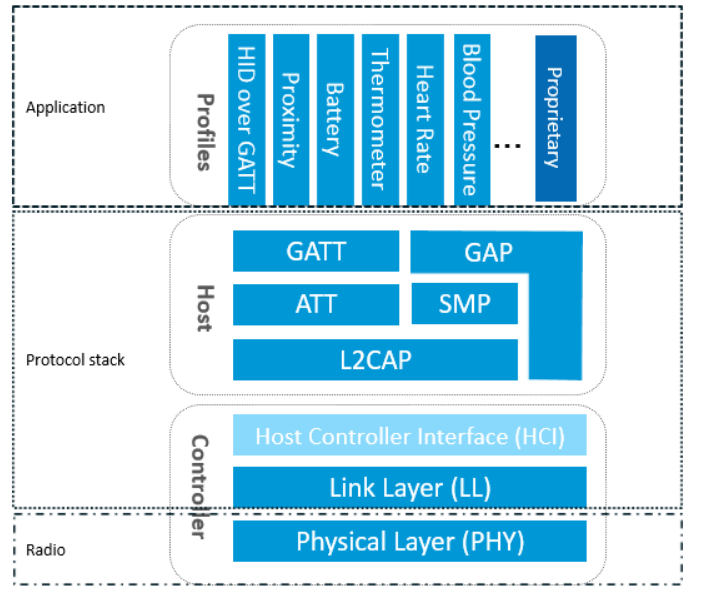 Application
Profiles
HID over GATT
Proximity
Battery
Thermometer
Heart Rate
Blood Pressure
...
Proprietary
Protocol stack
Host
GATT
GAP
ATT
SMP
L2CAP
Controller
Host Controller Interface (HCI)
Link Layer (LL)
Radio
Physical Layer (PHY)